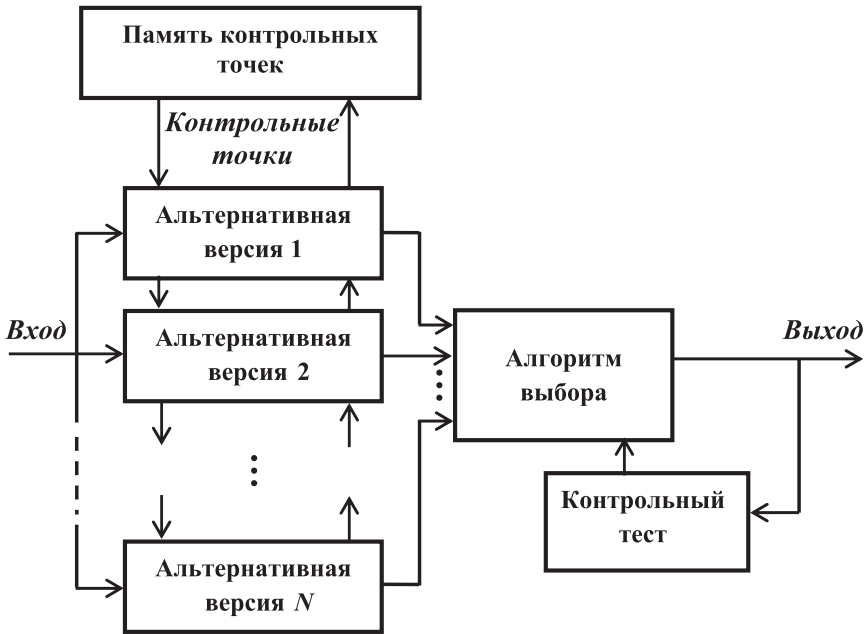 Память контрольных
точек
Контрольные
точки
Альтернативная
версия 1
Вход
Альтернативная
версия 2
Алгоритм
выбора
Выход
Контрольный
тест
Альтернативная
версия N